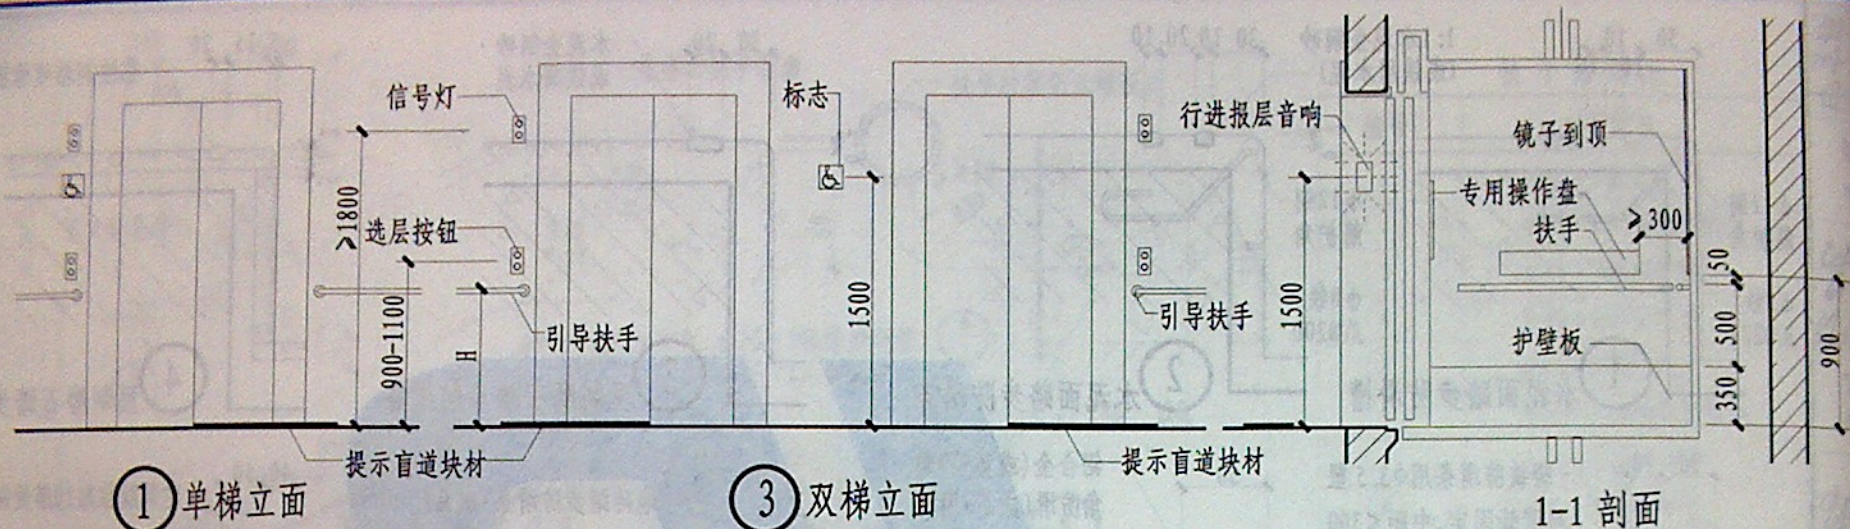 信号灯
标志
行进报层音响
镜子到顶
专用操作盘
≥300
扶手
≥1800
选层按钮
50
900-1100
H
引导扶手
1500
引导扶手
1500
护壁板
500
350
900
提示盲道块材
提示盲道块材
1 单梯立面
3 双梯立面
1-1 剖面